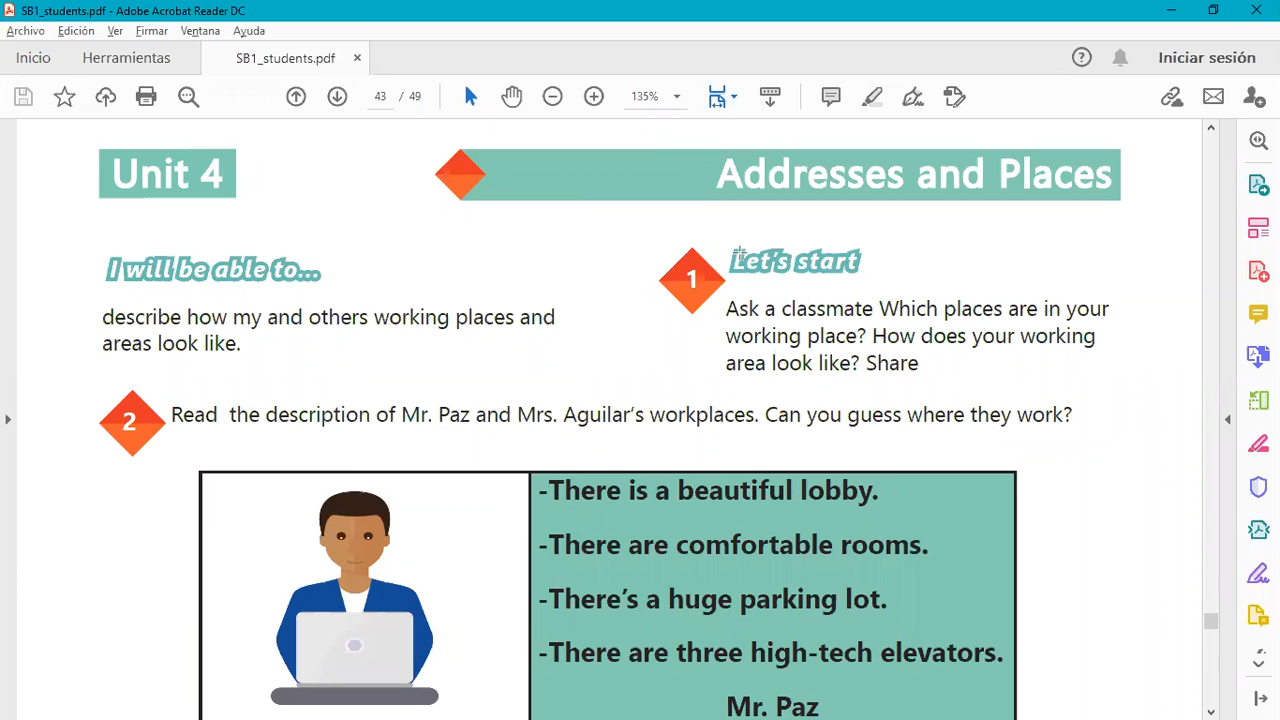 SB1_students.pdf - Adobe Acrobat Reader DC
Archivo Edición Ver Firmar Ventana Ayuda
Inicio Herramientas SB1_students.pdf × Iniciar sesión
43 / 49 135%
Unit 4
Addresses and Places
I will be able to...
describe how my and others working places and
areas look like.
1
Let's start
Ask a classmate Which places are in your
working place? How does your working
area look like? Share
2
Read the description of Mr. Paz and Mrs. Aguilar's workplaces. Can you guess where they work?
-There is a beautiful lobby.
-There are comfortable rooms.
-There's a huge parking lot.
-There are three high-tech elevators.
Mr. Paz